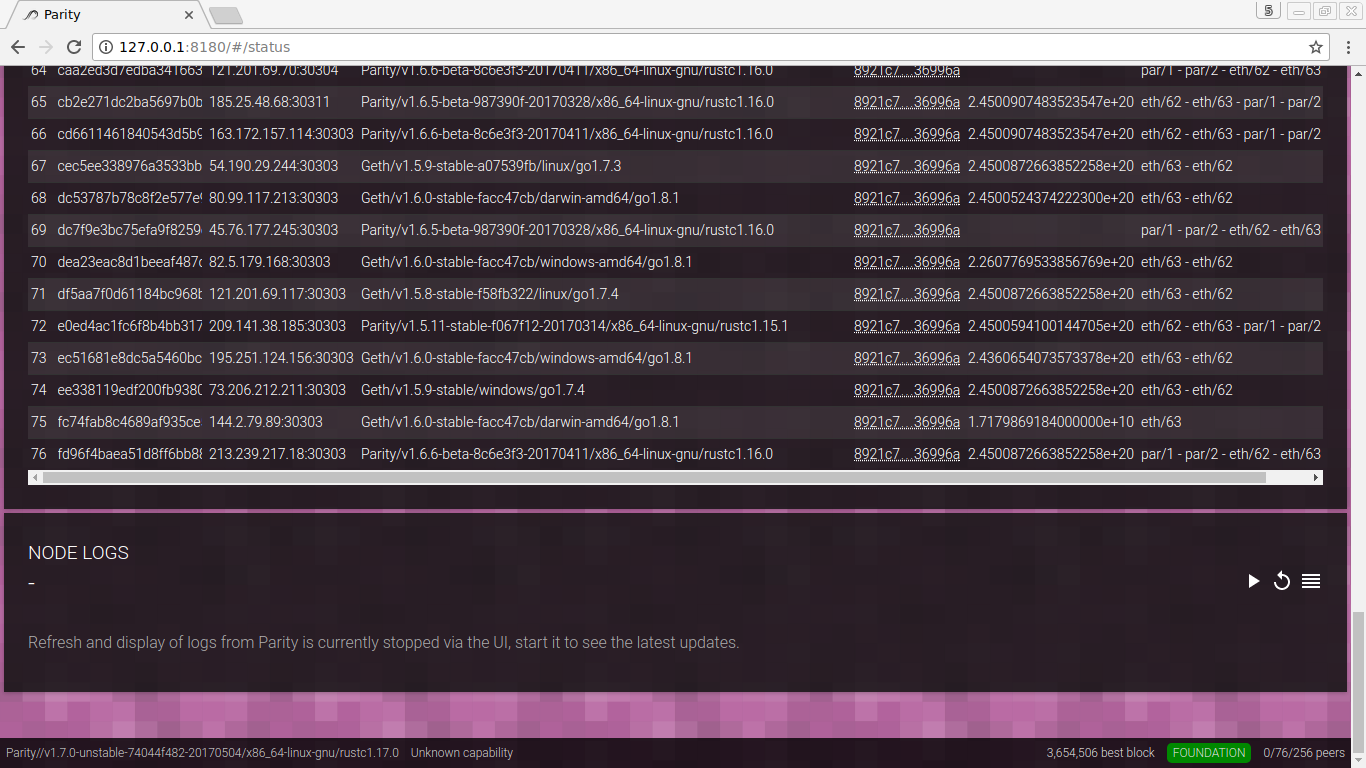 Parity
5
127.0.0.1:8180/#/status
64 caa2ed3d7edba341663 121.201.69.70:30304 Parity/v1.6.6-beta-8c6e3f3-20170411/x86_64-linux-gnu/rustc1.16.0 8921c7...36996a par/1 - par/2 - eth/62 - eth/63
65 cb2e271dc2ba5697b0b 185.25.48.68:30311 Parity/v1.6.5-beta-987390f-20170328/x86_64-linux-gnu/rustc1.16.0 8921c7...36996a 2.4500907483523547e+20 eth/62 - eth/63 - par/1 - par/2
66 cd6611461840543d5b9 163.172.157.114:30303 Parity/v1.6.6-beta-8c6e3f3-20170411/x86_64-linux-gnu/rustc1.16.0 8921c7...36996a 2.4500907483523547e+20 eth/62 - eth/63 - par/1 - par/2
67 cec5ee338976a3533bb 54.190.29.244:30303 Geth/v1.5.9-stable-a07539fb/linux/go1.7.3 8921c7...36996a 2.4500872663852258e+20 eth/63 - eth/62
68 dc53787b78c8f2e577e 80.99.117.213:30303 Geth/v1.6.0-stable-facc47cb/darwin-amd64/go1.8.1 8921c7...36996a 2.4500524374222300e+20 eth/63 - eth/62
69 dc7f9e3bc75efa9f8259 45.76.177.245:30303 Parity/v1.6.5-beta-987390f-20170328/x86_64-linux-gnu/rustc1.16.0 8921c7...36996a par/1 - par/2 - eth/62 - eth/63
70 dea23eac8d1beeaf487c 82.5.179.168:30303 Geth/v1.6.0-stable-facc47cb/windows-amd64/go1.8.1 8921c7...36996a 2.2607769533856769e+20 eth/63 - eth/62
71 df5aa7f0d61184bc968b 121.201.69.117:30303 Geth/v1.5.8-stable-f58fb322/linux/go1.7.4 8921c7...36996a 2.4500872663852258e+20 eth/63 - eth/62
72 e0ed4ac1fc6f8b4bb317 209.141.38.185:30303 Parity/v1.5.11-stable-f067f12-20170314/x86_64-linux-gnu/rustc1.15.1 8921c7...36996a 2.4500594100144705e+20 eth/62 - eth/63 - par/1 - par/2
73 ec51681e8dc5a5460bc 195.251.124.156:30303 Geth/v1.6.0-stable-facc47cb/windows-amd64/go1.8.1 8921c7...36996a 2.4360654073573378e+20 eth/63 - eth/62
74 ee338119edf200fb9380 73.206.212.211:30303 Geth/v1.5.9-stable/windows/go1.7.4 8921c7...36996a 2.4500872663852258e+20 eth/63 - eth/62
75 fc74fab8c4689af935ce 144.2.79.89:30303 Geth/v1.6.0-stable-facc47cb/darwin-amd64/go1.8.1 8921c7...36996a 1.7179869184000000e+10 eth/63
76 fd96f4baea51d8ff6bb8 213.239.217.18:30303 Parity/v1.6.6-beta-8c6e3f3-20170411/x86_64-linux-gnu/rustc1.16.0 8921c7...36996a 2.4500872663852258e+20 par/1 - par/2 - eth/62 - eth/63
NODE LOGS
-
Refresh and display of logs from Parity is currently stopped via the UI, start it to see the latest updates.
Parity//v1.7.0-unstable-74044f482-20170504/x86_64-linux-gnu/rustc1.17.0 Unknown capability 3,654,506 best block FOUNDATION 0/76/256 peers